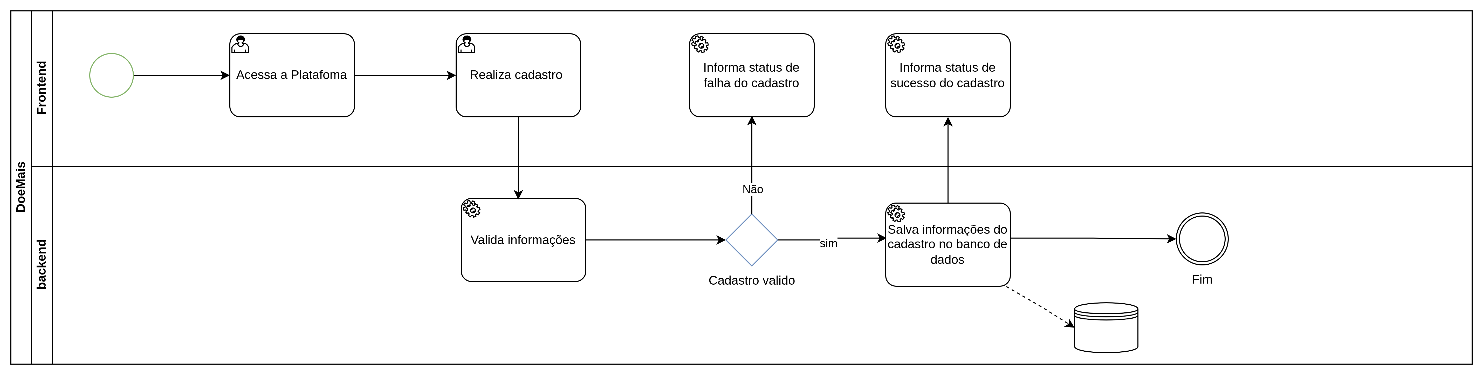 DoeMais
Frontend
Acessa a Platafoma
Realiza cadastro
Informa status de
falha do cadastro
Informa status de
sucesso do cadastro
backend
Valida informações
Não
Cadastro valido
sim
Salva informações do
cadastro no banco de
dados
Fim